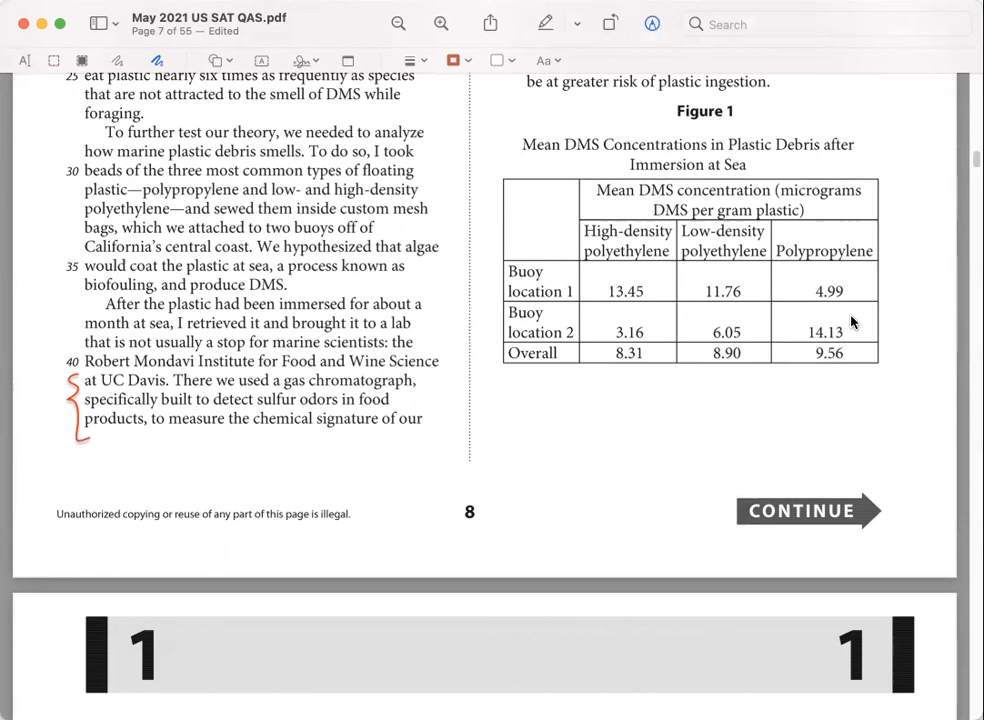 May 2021 US SAT QAS.pdf
Page 7 of 55 — Edited
Search
Aa
25 eat plastic nearly six times as frequently as species
that are not attracted to the smell of DMS while
foraging.
To further test our theory, we needed to analyze
how marine plastic debris smells. To do so, I took
30 beads of the three most common types of floating
plastic—polypropylene and low- and high-density
polyethylene—and sewed them inside custom mesh
bags, which we attached to two buoys off of
California's central coast. We hypothesized that algae
35 would coat the plastic at sea, a process known as
biofouling, and produce DMS.
After the plastic had been immersed for about a
month at sea, I retrieved it and brought it to a lab
that is not usually a stop for marine scientists: the
40 Robert Mondavi Institute for Food and Wine Science
at UC Davis. There we used a gas chromatograph,
specifically built to detect sulfur odors in food
products, to measure the chemical signature of our
be at greater risk of plastic ingestion.
Figure 1
Mean DMS Concentrations in Plastic Debris after
Immersion at Sea
Mean DMS concentration (micrograms
DMS per gram plastic)
High-density Low-density
polyethylene polyethylene Polypropylene
Buoy
location 1 13.45 11.76 4.99
Buoy
location 2 3.16 6.05 14.13
Overall 8.31 8.90 9.56
Unauthorized copying or reuse of any part of this page is illegal. 8 CONTINUE
1 1